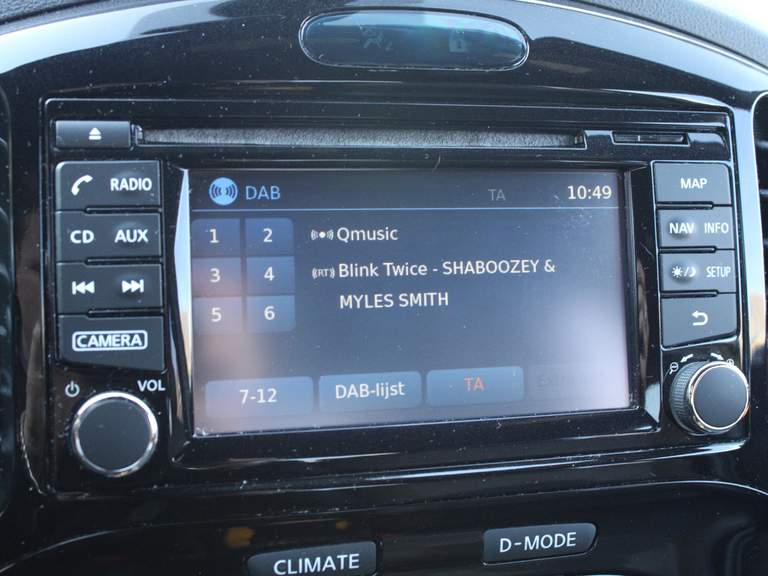 DAB TA 10:49
1 2 Qmusic
3 4 (RT) Blink Twice - SHABOOZEY &
MYLES SMITH
5 6
7-12 DAB-lijst TA
RADIO
CD AUX
CAMERA
VOL
MAP
NAV INFO
SETUP
CLIMATE D-MODE